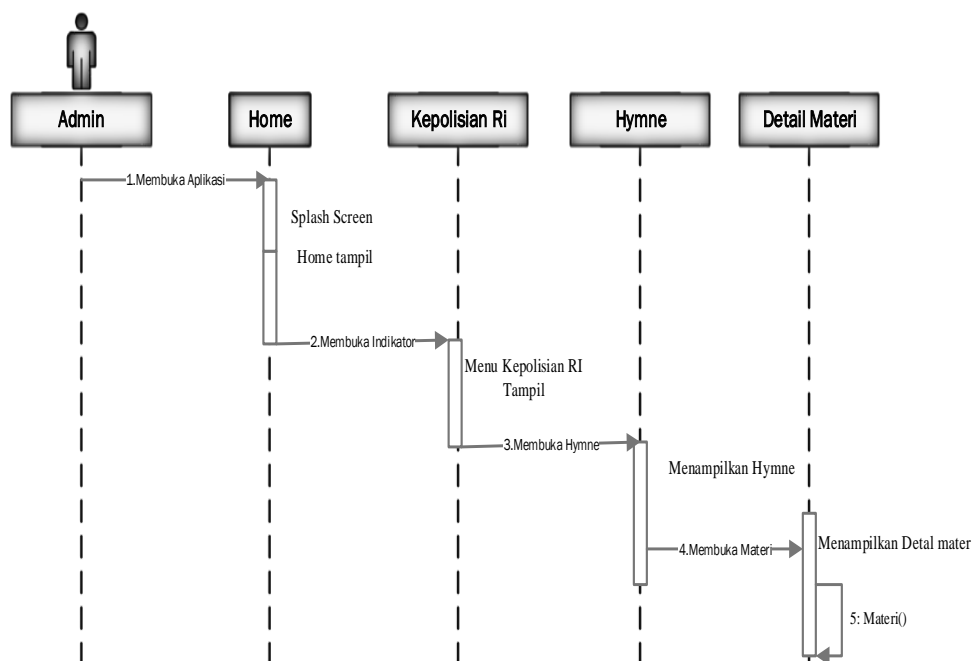 Admin
Home
Kepolisian Ri
Hymne
Detail Materi
1.Membuka Aplikasi
Splash Screen
Home tampil
2.Membuka Indikator
Menu Kepolisian RI
Tampil
3.Membuka Hymne
Menampilkan Hymne
4.Membuka Materi
Menampilkan Detal mater
5: Materi()